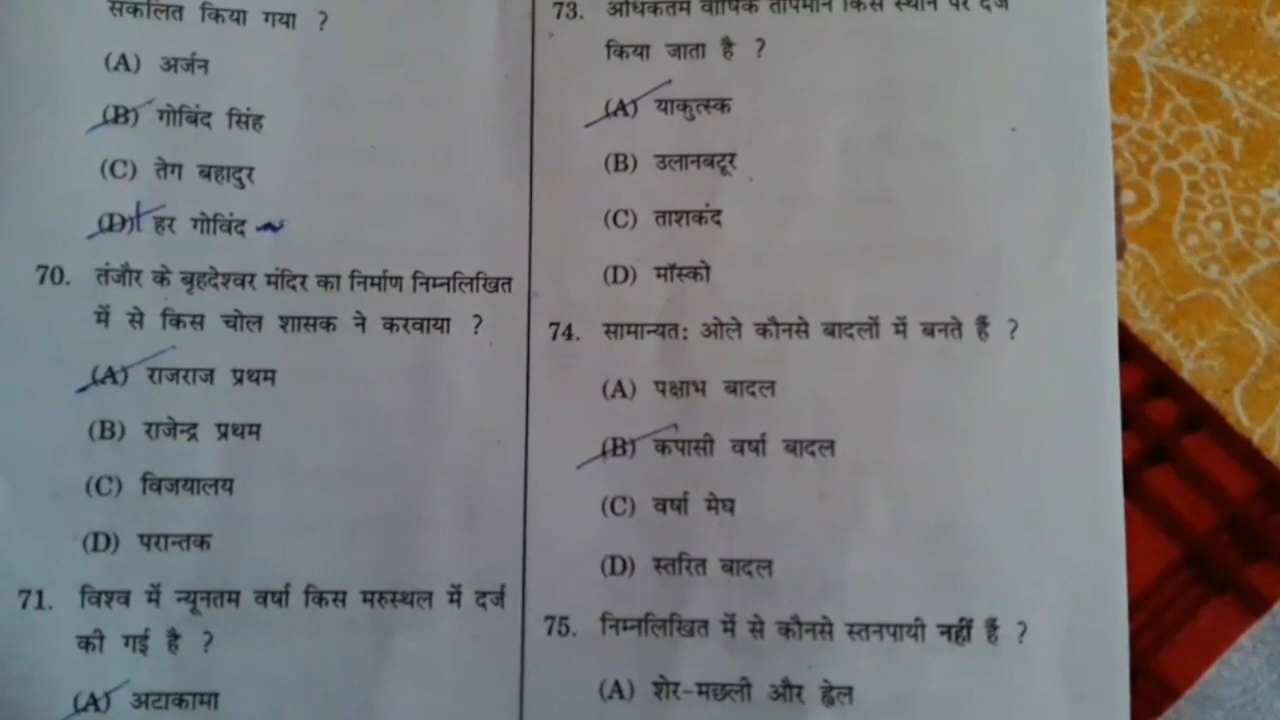 संकलित किया गया ?
(A) अर्जन
(B) गोबिंद सिंह
(C) तेग बहादुर
(D) हर गोविंद
70. तंजौर के बृहदेश्वर मंदिर का निर्माण निम्नलिखित
में से किस चोल शासक ने करवाया ?
(A) राजराज प्रथम
(B) राजेन्द्र प्रथम
(C) विजयालय
(D) परान्तक
71. विश्व में न्यूनतम वर्षा किस मरुस्थल में दर्ज
की गई है ?
(A) अटाकामा
73. अधिकतम वार्षिक तापमान किस स्थान पर दर्ज
किया जाता है ?
(A) याकुत्स्क
(B) उलानबटूर
(C) ताशकंद
(D) मॉस्को
74. सामान्यत: ओले कौनसे बादलों में बनते हैं ?
(A) पक्षाभ बादल
(B) कपासी वर्षा बादल
(C) वर्षा मेघ
(D) स्तरित बादल
75. निम्नलिखित में से कौनसे स्तनपायी नहीं हैं ?
(A) शेर-मछली और ह्वेल